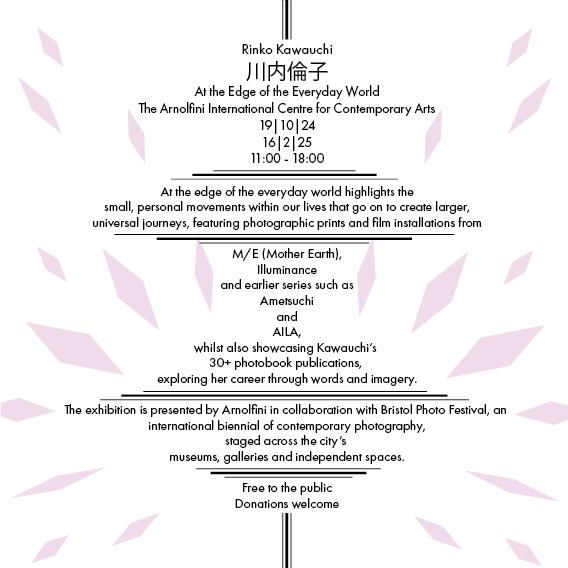 Rinko Kawauchi
川内倫子
At the Edge of the Everyday World
The Arnolfini International Centre for Contemporary Arts
19|10|24
16|2|25
11:00 - 18:00
At the edge of the everyday world highlights the
small, personal movements within our lives that go on to create larger,
universal journeys, featuring photographic prints and film installations from
M/E (Mother Earth),
Illuminance
and earlier series such as
Ametsuchi
and
AILA,
whilst also showcasing Kawauchi's
30+ photobook publications,
exploring her career through words and imagery.
The exhibition is presented by Arnolfini in collaboration with Bristol Photo Festival, an
international biennial of contemporary photography,
staged across the city's
museums, galleries and independent spaces.
Free to the public
Donations welcome